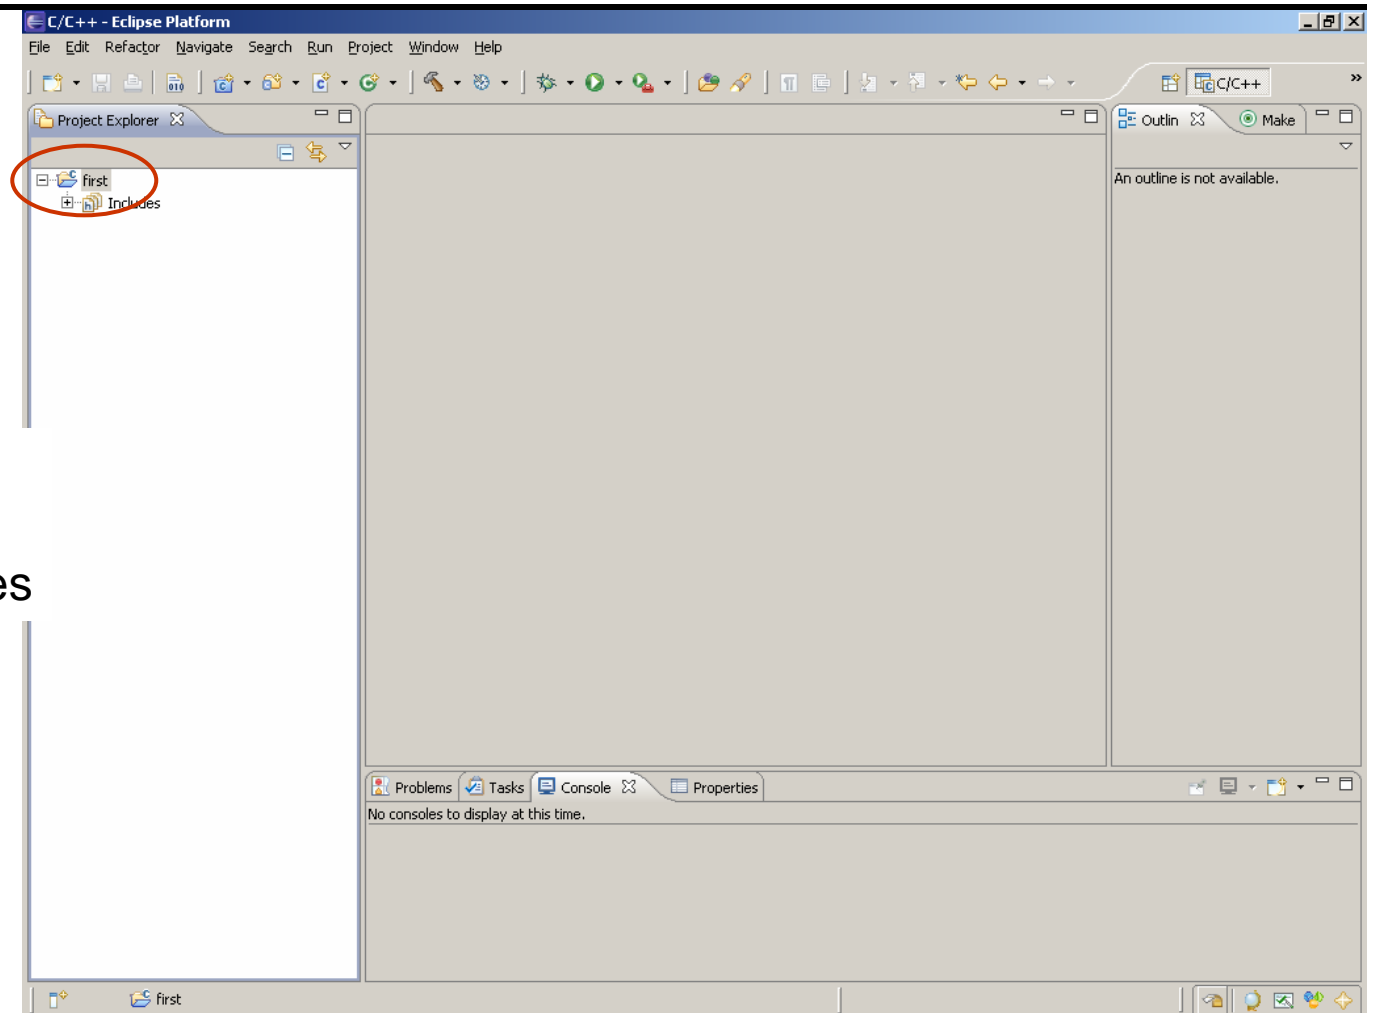 C/C++ - Eclipse Platform
File Edit Refactor Navigate Search Run Project Window Help
C/C++ »
Project Explorer
Outlin Make
first
Includes
An outline is not available.
es
Problems Tasks Console Properties
No consoles to display at this time.
first